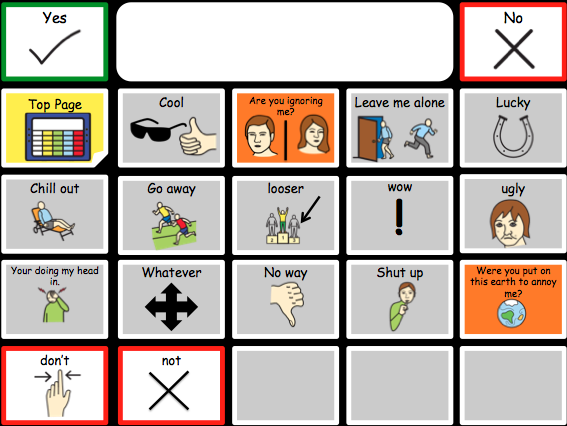 Yes
No
Top Page
Cool
Are you ignoring
me?
Leave me alone
Lucky
Chill out
Go away
looser
wow
ugly
Your doing my head
in.
Whatever
No way
Shut up
Were you put on
this earth to annoy
me?
don't
not